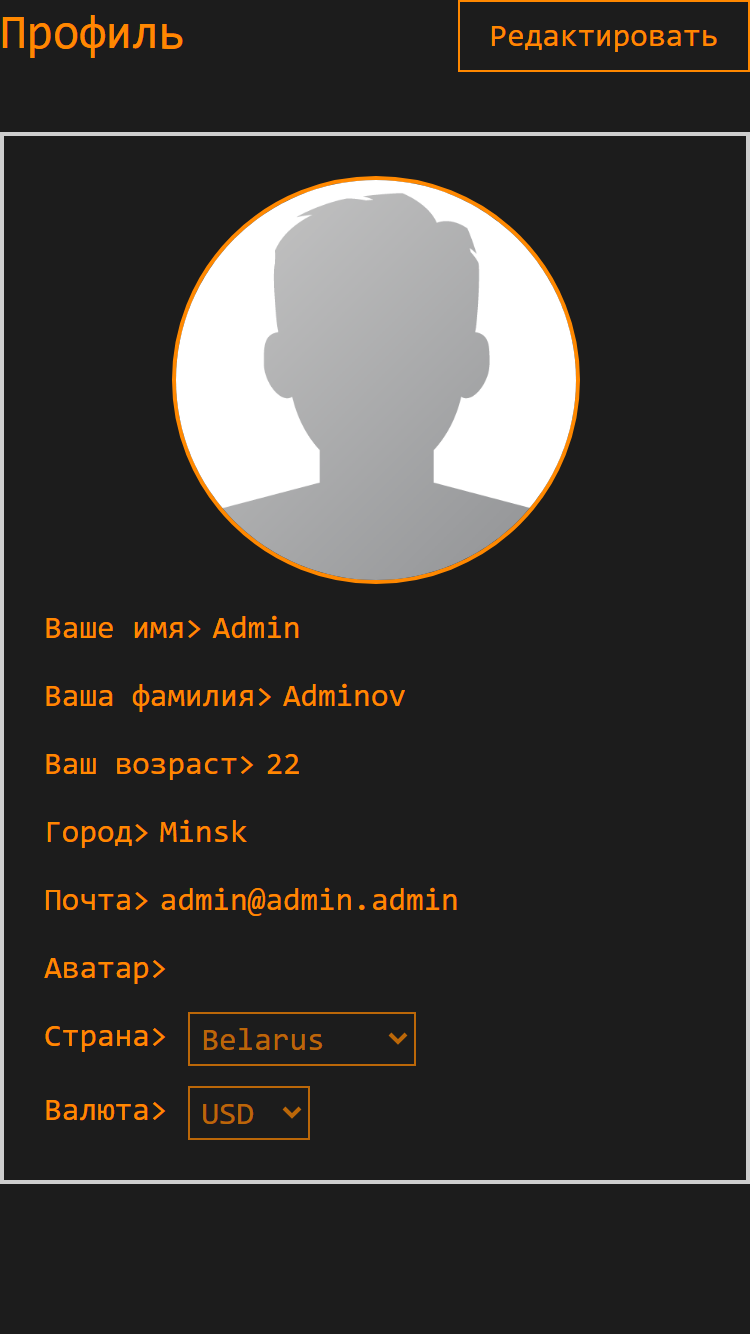 Профиль
Редактировать
Ваше имя> Admin
Ваша фамилия> Adminov
Ваш возраст> 22
Город> Minsk
Почта> admin@admin.admin
Аватар>
Страна> Belarus
Валюта> USD